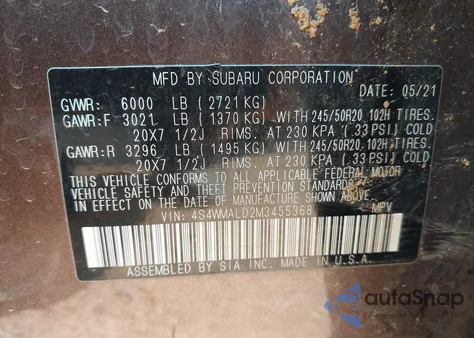 MFD BY SUBARU CORPORATION DATE: 05/21
GVWR: 6000 LB (2721 KG)
GAWR:F 3021 LB (1370 KG) WITH 245/50R20 102H TIRES.
20X7 1/2J RIMS. AT 230 KPA (33PSI) COLD
GAWR:R 3296 LB (1495 KG) WITH 245/50R20 102H TIRES.
20X7 1/2J RIMS. AT 230 KPA (33PSI) COLD
THIS VEHICLE CONFORMS TO ALL APPLICABLE FEDERAL MOTOR
VEHICLE SAFETY AND THEFT PREVENTION STANDARDS IN EFFECT
ON THE DATE OF MANUFACTURE SHOWN ABOVE.
VIN: 4S4WMALD2M3455368 MPV
ASSEMBLED BY SIA INC. MADE IN U.S.A
autoSnap